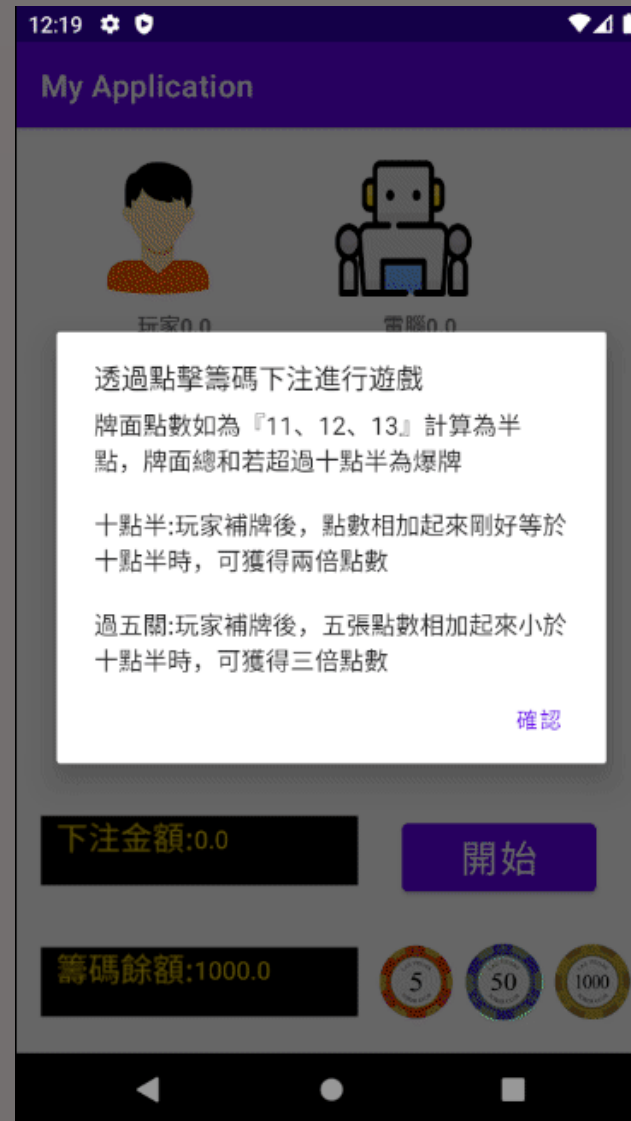 12:19
My Application
玩家0.0
電腦0.0
透過點擊籌碼下注進行遊戲
牌面點數如為『11、12、13』計算為半
點，牌面總和若超過十點半為爆牌
十點半:玩家補牌後，點數相加起來剛好等於
十點半時，可獲得兩倍點數
過五關:玩家補牌後，五張點數相加起來小於
十點半時，可獲得三倍點數
確認
下注金額:0.0
開始
籌碼餘額:1000.0
5
50
1000